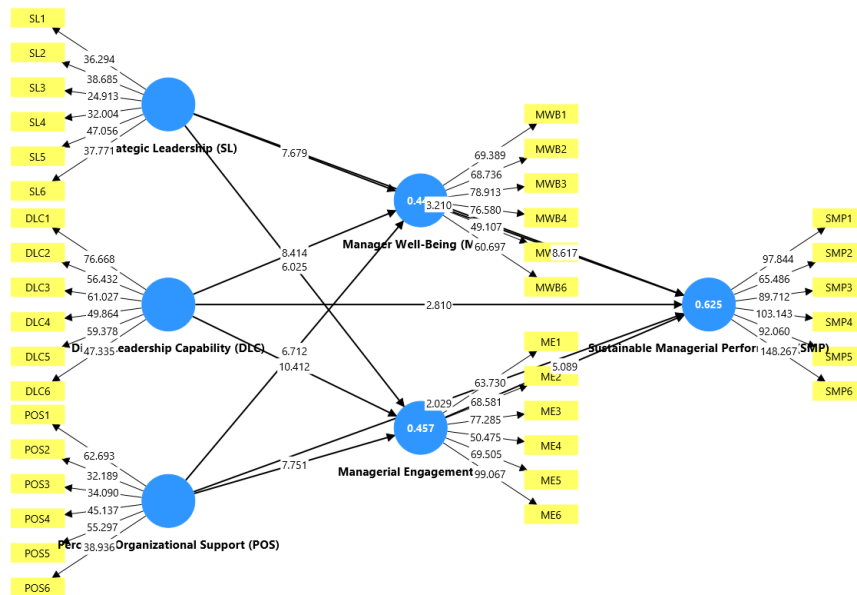 SL1
SL2
SL3
SL4
SL5
SL6
36.294
38.685
24.913
32.004
47.056
37.771
ategic Leadership (SL)
DLC1
DLC2
DLC3
DLC4
DLC5
DLC6
76.668
56.432
61.027
49.864
59.378
47.335
eadership Capability (DLC)
POS1
POS2
POS3
POS4
POS5
POS6
62.693
32.189
34.090
45.137
55.297
38.936
Organizational Support (POS)
7.679
8.414
6.025
2.810
6.712
10.412
7.751
3.210
2.029
8.617
5.089
Manager Well-Being
MWB1
MWB2
MWB3
MWB4
MWB6
69.389
68.736
78.913
76.580
49.107
60.697
0.457
Managerial Engagement
ME1
ME2
ME3
ME4
ME5
ME6
63.730
68.581
77.285
50.475
69.505
99.067
0.625
Sustainable Managerial
SMP)
SMP1
SMP2
SMP3
SMP4
SMP5
SMP6
97.844
65.486
89.712
103.143
92.060
148.267